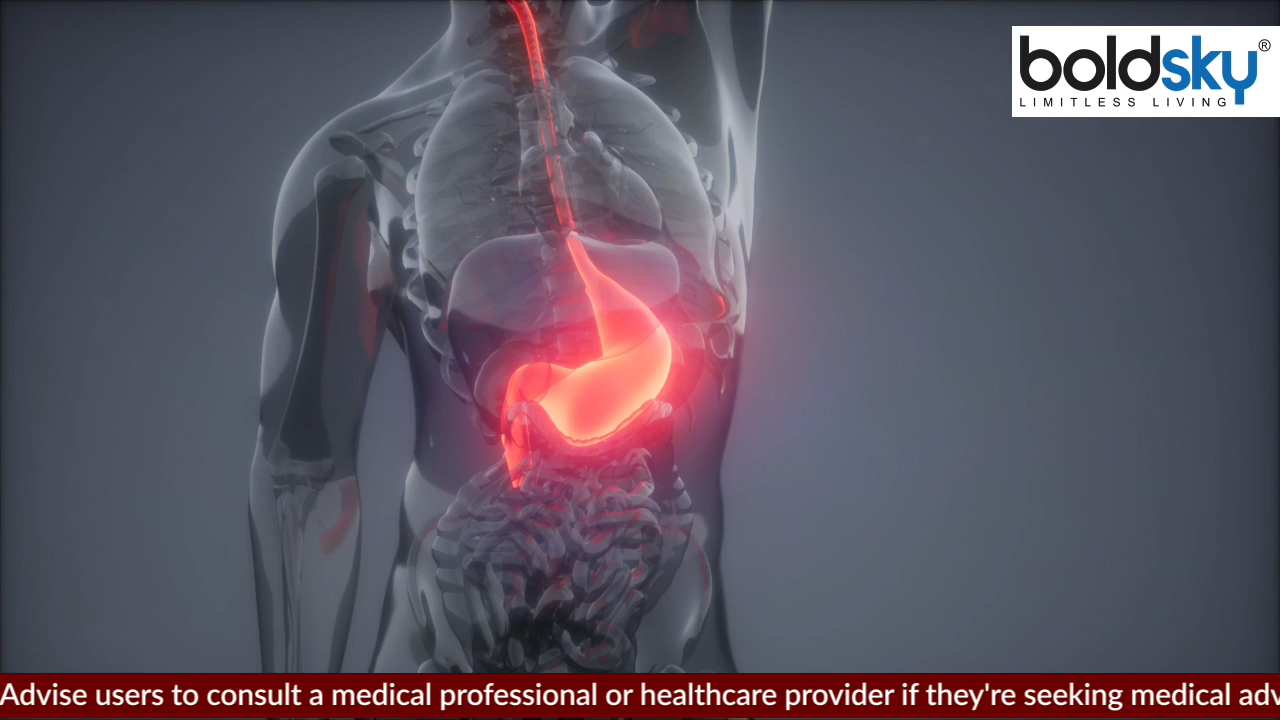 boldsky®
LIMITLESS LIVING
Advise users to consult a medical professional or healthcare provider if they're seeking medical adv